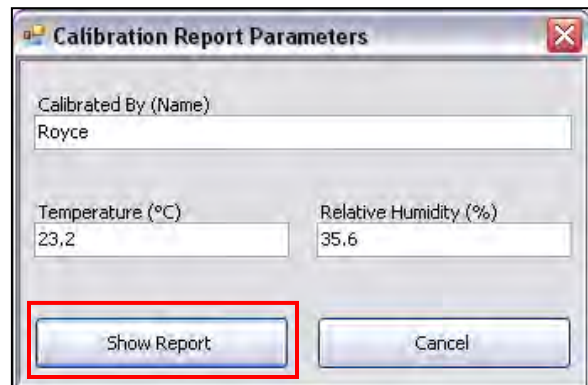 Calibration Report Parameters
Calibrated By (Name)
Royce
Temperature (°C) Relative Humidity (%)
23.2 35.6
Show Report Cancel